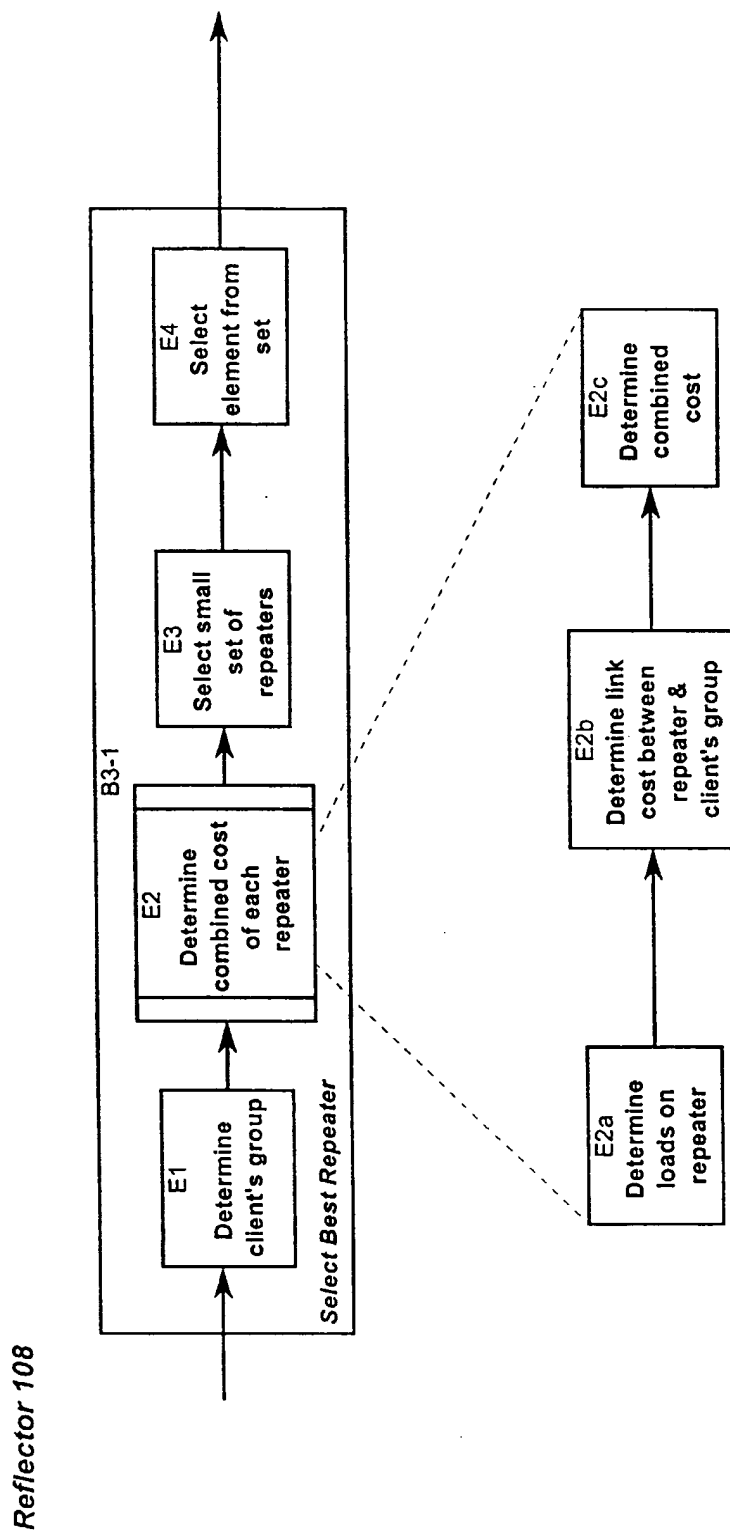 Reflector 108
B3-1
E1
Determine
client's group
E2
Determine
combined cost
of each
repeater
E3
Select small
set of
repeaters
E4
Select
element from
set
Select Best Repeater
E2a
Determine
loads on
repeater
E2b
Determine link
cost between
repeater &
client's group
E2c
Determine
combined
cost